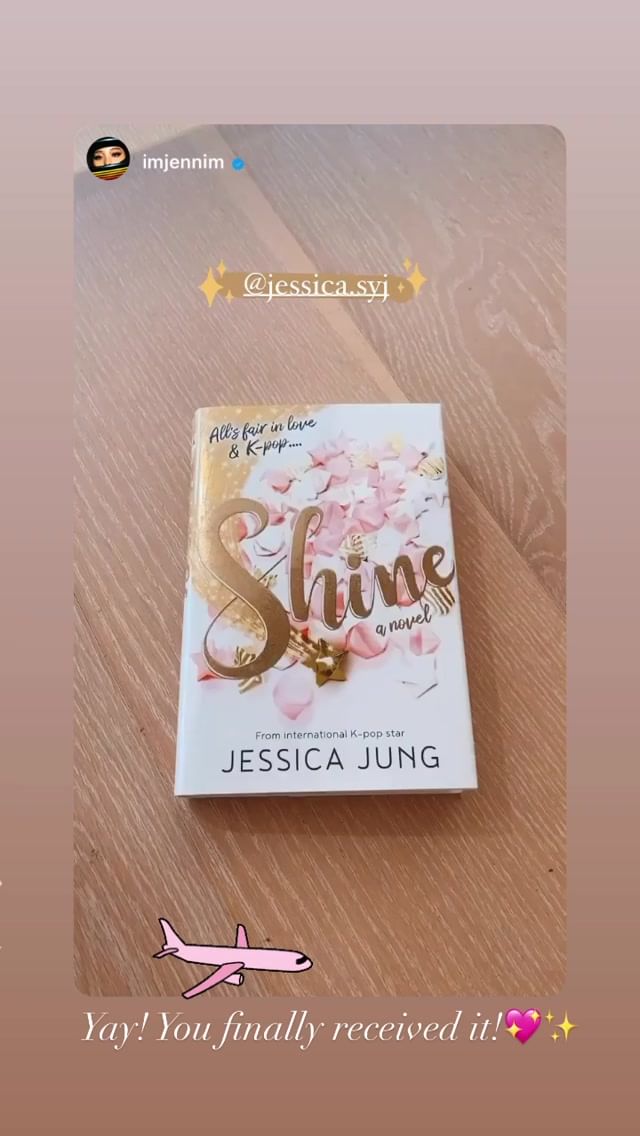 imjennim
@jessica.syj
All's fair in love
& K-pop....
Shine
a novel
From international K-pop star
JESSICA JUNG
Yay! You finally received it!💖✨